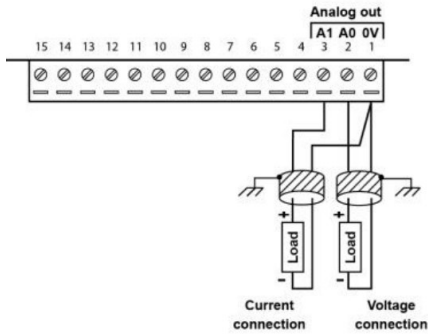 Analog out
A1 A0 0V
15 14 13 12 11 10 9 8 7 6 5 4 3 2 1
+ +
Load Load
- -
Current connection
Voltage connection